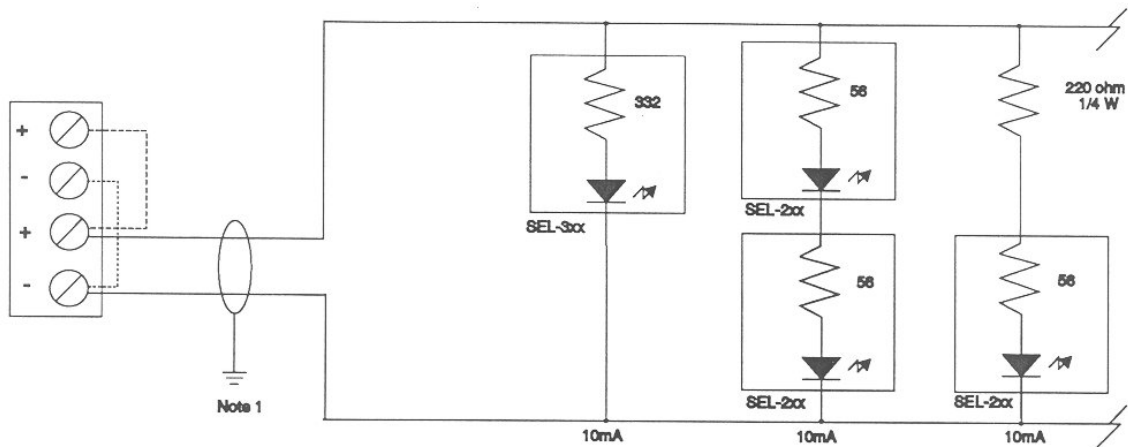 332
56
220 ohm
1/4 W
+
-
+
-
SEL-3xx
SEL-2xx
56
56
SEL-2xx
SEL-2xx
Note 1
10mA
10mA
10mA